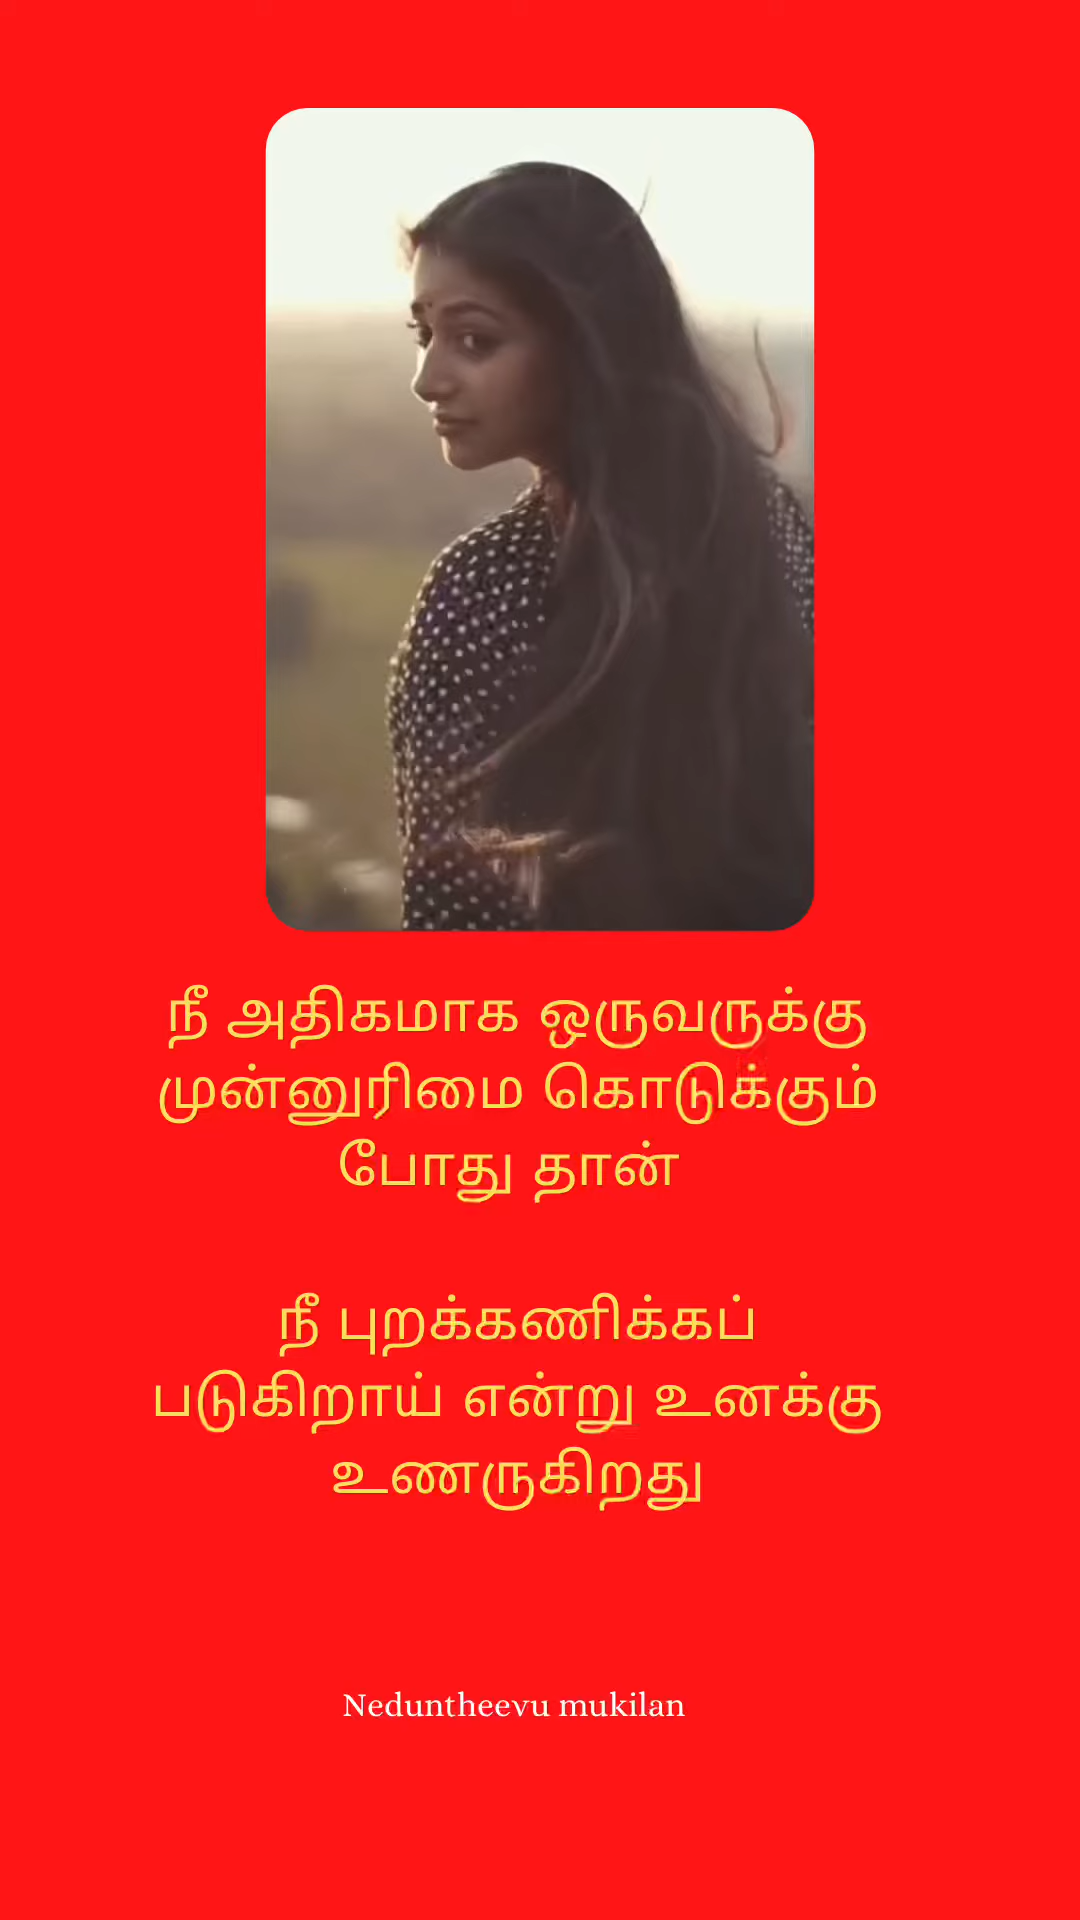 நீ அதிகமாக ஒருவருக்கு
முன்னுரிமை கொடுக்கும்
போது தான்
நீ புறக்கணிக்கப்
படுகிறாய் என்று உனக்கு
உணருகிறது
Neduntheevu mukilan